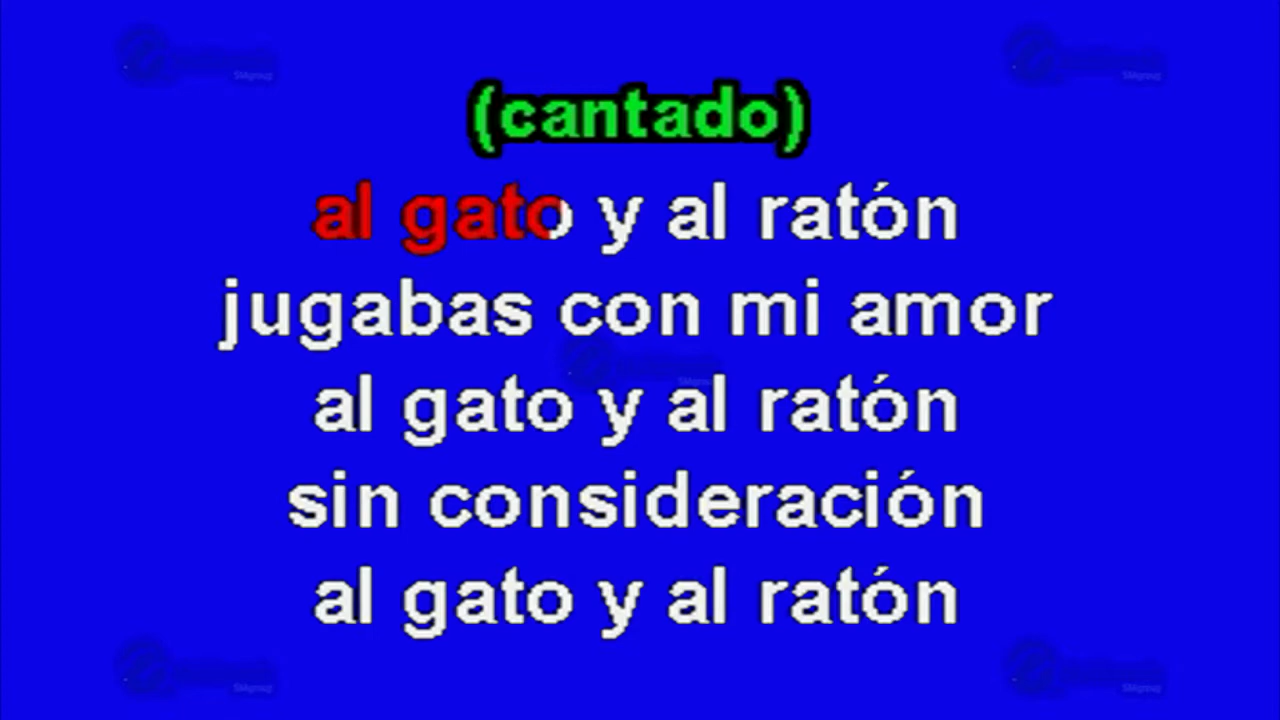 (cantado)
al gato y al ratón
jugabas con mi amor
al gato y al ratón
sin consideración
al gato y al ratón